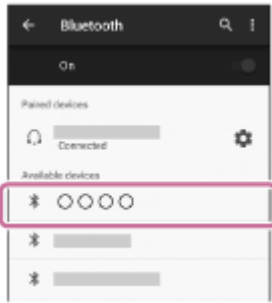 Bluetooth
On
Paired devices
Connected
Available devices
○○○○